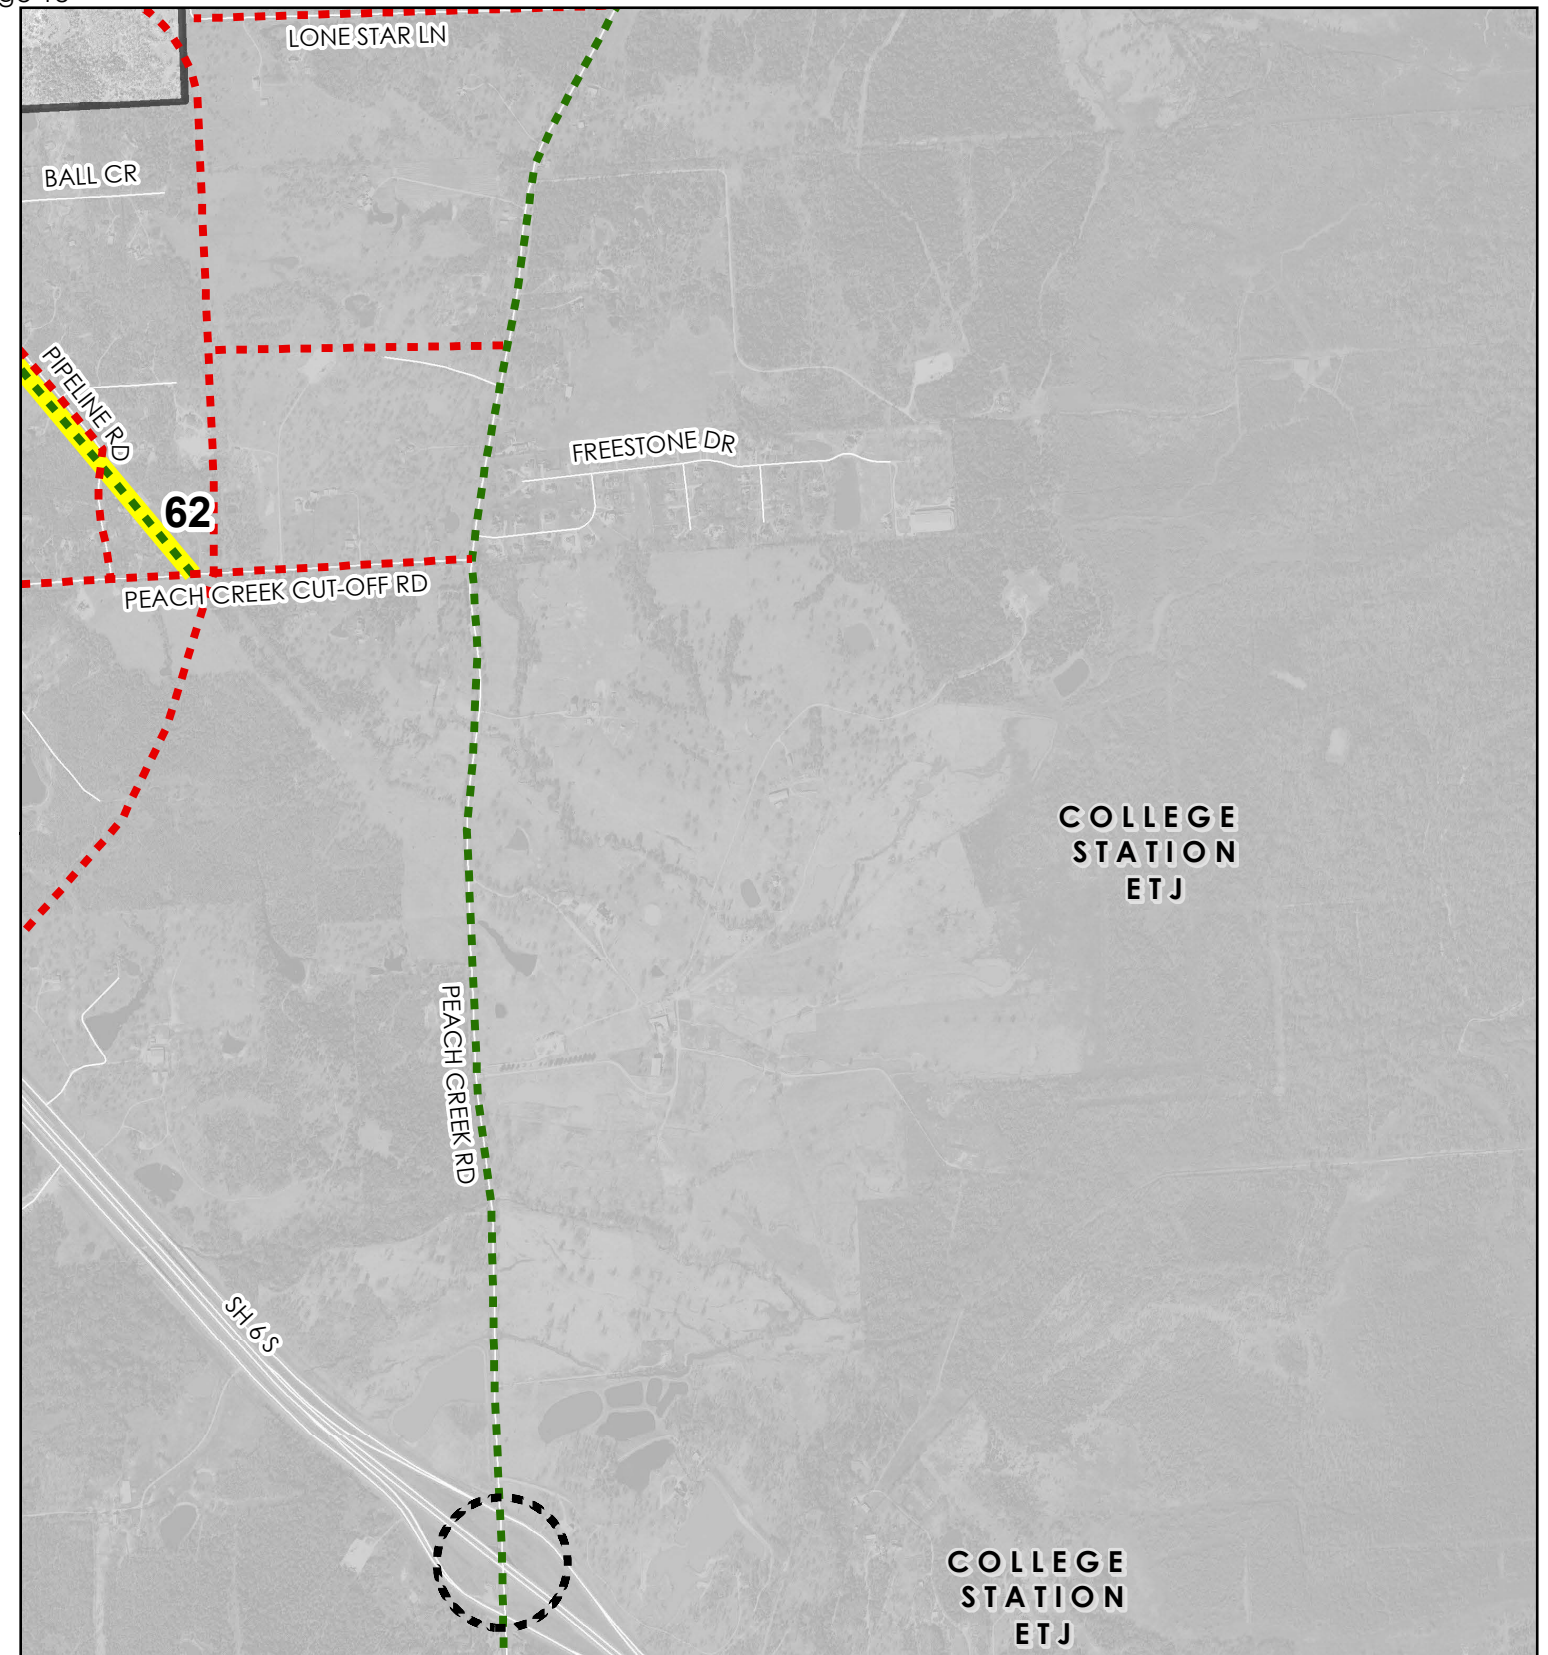 LONE STAR LN
BALL CR
PIPELINE RD
FREESTONE DR
62
PEACH CREEK CUT-OFF RD
COLLEGE
STATION
ETJ
PEACH CREEK RD
SH 6 S
COLLEGE
STATION
ETJ